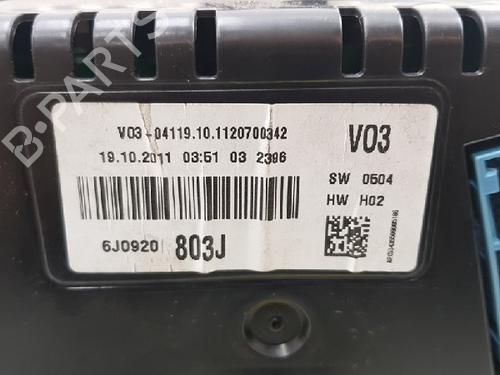 B-PARTS
V03-04119.10.1120700342
19.10.2011 03:51 03 2396
V03
SW 0504
HW H02
6J0920 803J